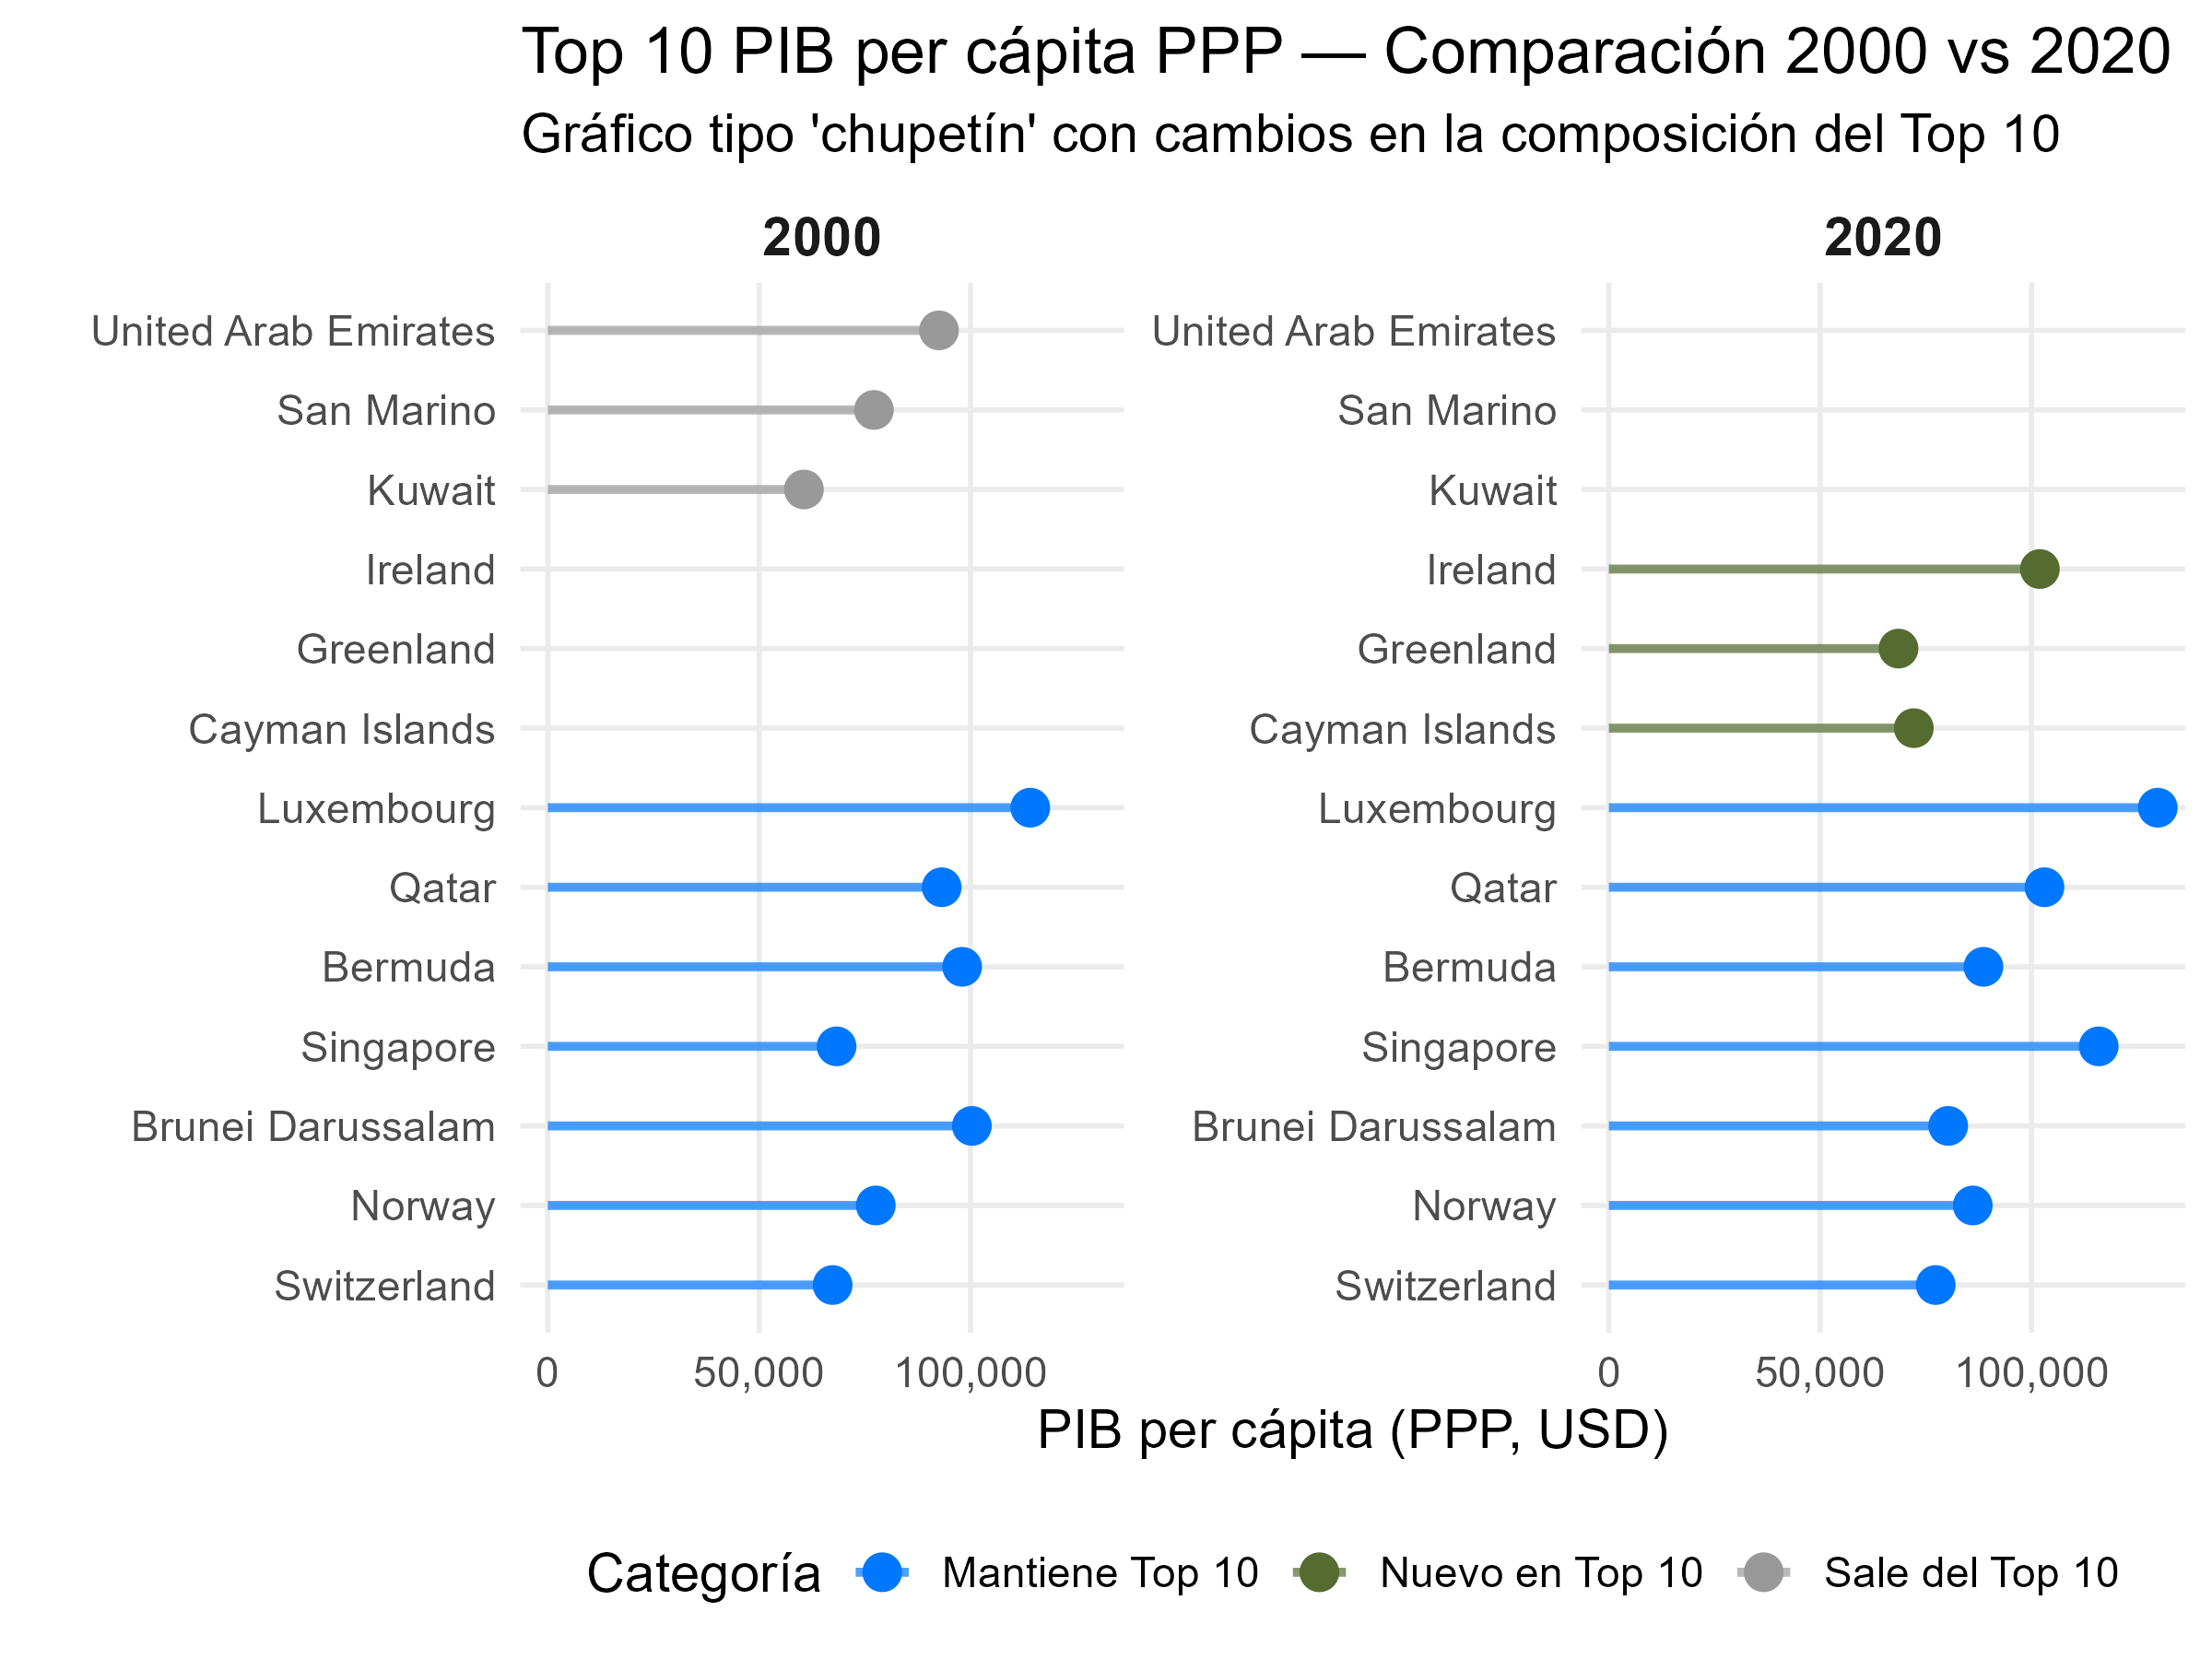 Top 10 PIB per cápita PPP — Comparación 2000 vs 2020
Gráfico tipo 'chupetín' con cambios en la composición del Top 10
2000
United Arab Emirates
San Marino
Kuwait
Ireland
Greenland
Cayman Islands
Luxembourg
Qatar
Bermuda
Singapore
Brunei Darussalam
Norway
Switzerland
0 50,000 100,000
2020
United Arab Emirates
San Marino
Kuwait
Ireland
Greenland
Cayman Islands
Luxembourg
Qatar
Bermuda
Singapore
Brunei Darussalam
Norway
Switzerland
0 50,000 100,000
PIB per cápita (PPP, USD)
Categoría Mantiene Top 10 Nuevo en Top 10 Sale del Top 10